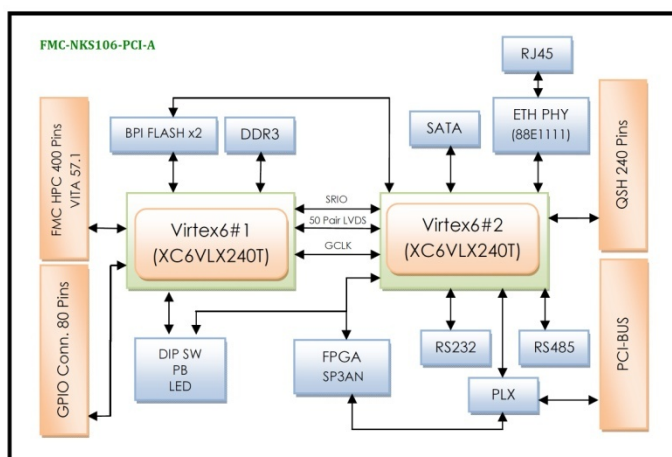 FMC-NKS106-PCI-A
RJ45
FMC HPC 400 Pins
VITA 57.1
BPI FLASH x2
DDR3
SATA
ETH PHY
(88E1111)
QSH 240 Pins
Virtex6#1
(XC6VLX240T)
SRIO
50 Pair LVDS
GCLK
Virtex6#2
(XC6VLX240T)
GPIO Conn. 80 Pins
DIP SW
PB
LED
FPGA
SP3AN
RS232
RS485
PLX
PCI-BUS